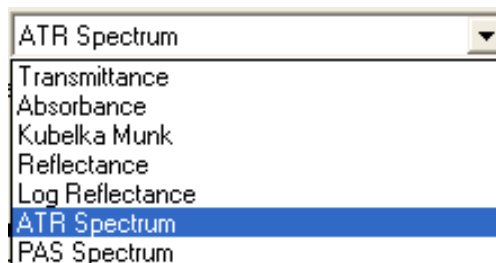 ATR Spectrum
Transmittance
Absorbance
Kubelka Munk
Reflectance
Log Reflectance
ATR Spectrum
PAS Spectrum